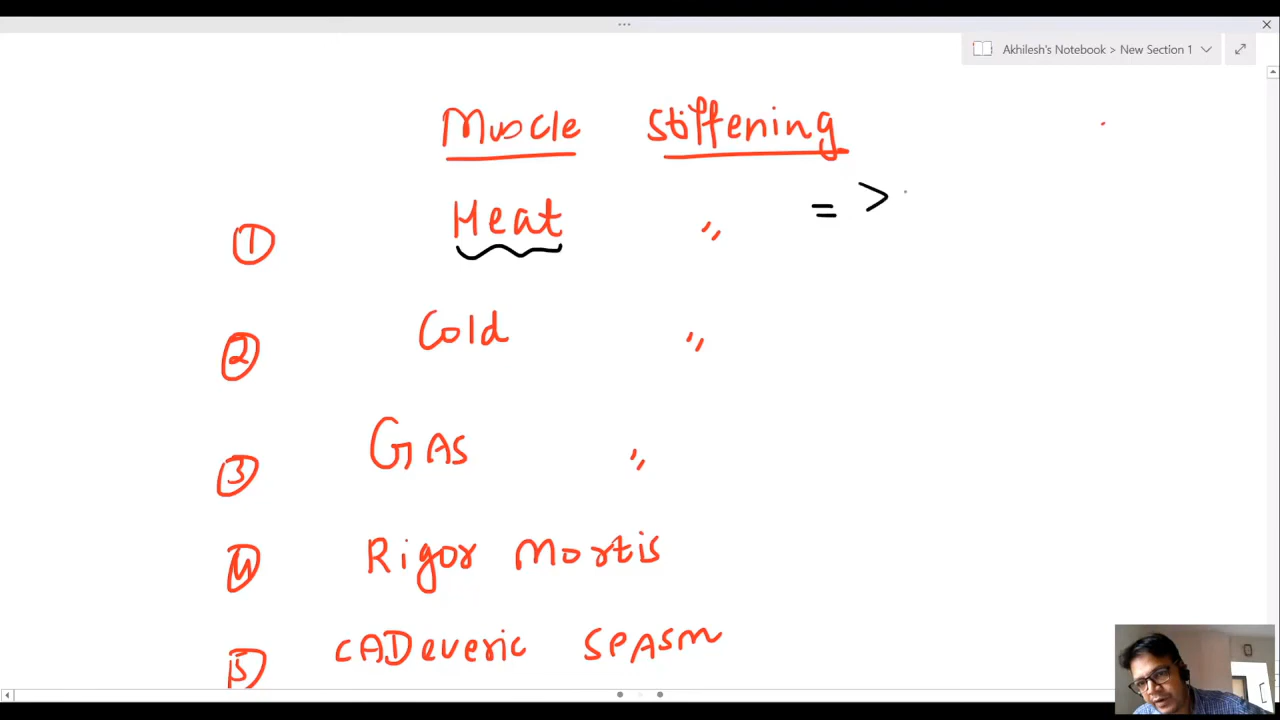 Akhilesh's Notebook > New Section 1
Muscle Stiffening
① Heat " = >
② Cold "
③ GAS "
④ Rigor Mortis
⑤ CADeveric SPASM